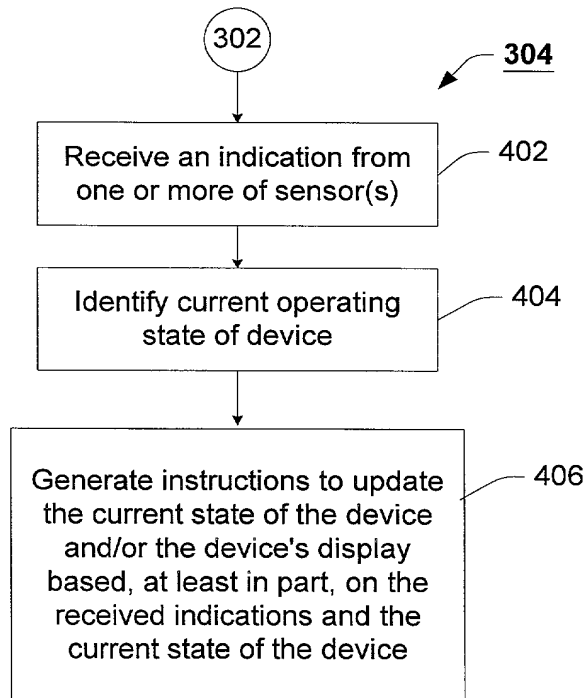 302
304
Receive an indication from
one or more of sensor(s)
402
Identify current operating
state of device
404
Generate instructions to update
the current state of the device
and/or the device's display
based, at least in part, on the
received indications and the
current state of the device
406